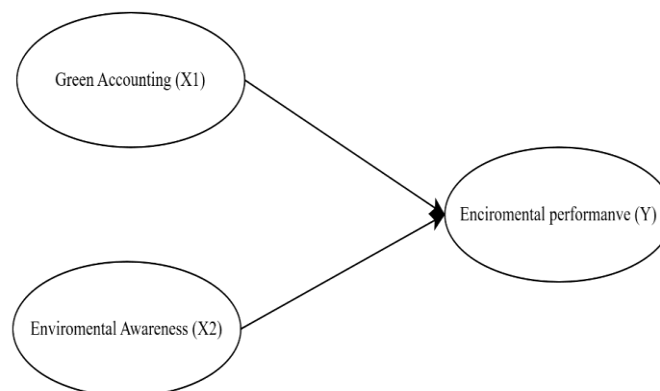 Green Accounting (X1)
Enciromental performanve (Y)
Enviromental Awareness (X2)